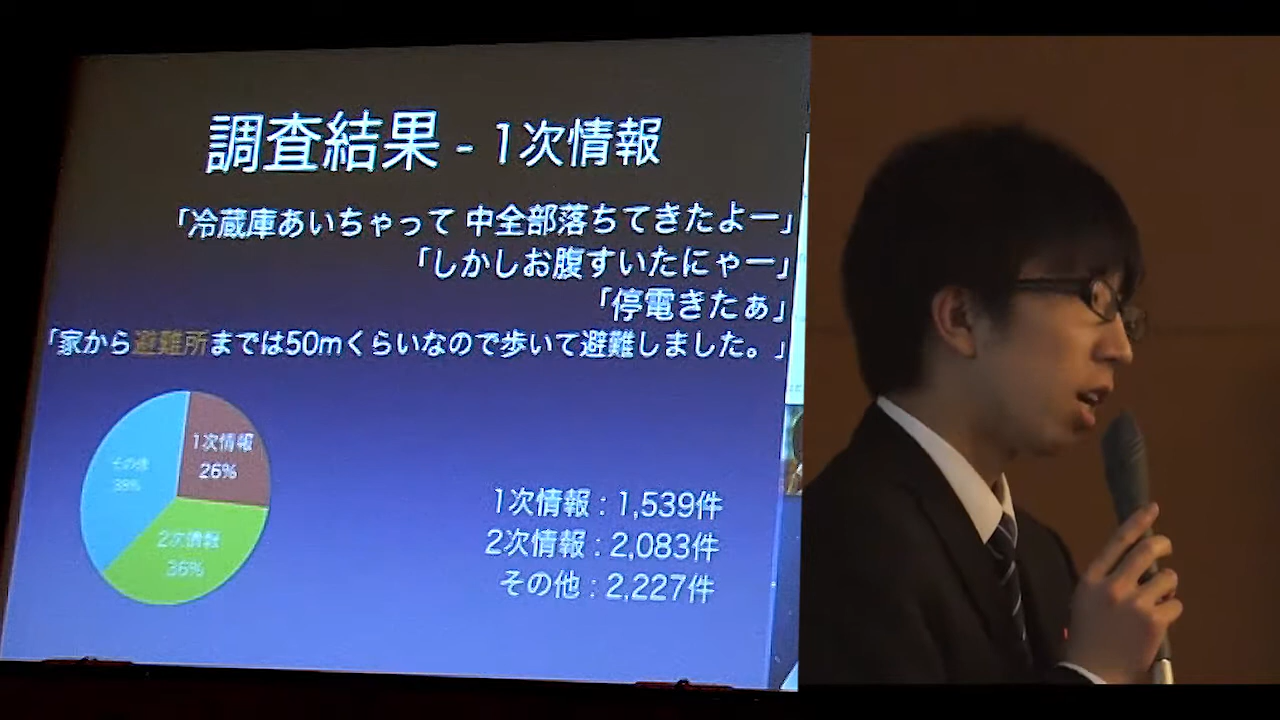 調査結果 - 1次情報
「冷蔵庫あいちゃって 中全部落ちてきたよー」
「しかしお腹すいたにゃー」
「停電きたぁ」
「家から避難所までは50mくらいなので歩いて避難しました。」
1次情報
26%
その他
38%
2次情報
36%
1次情報 : 1,539件
2次情報 : 2,083件
その他 : 2,227件